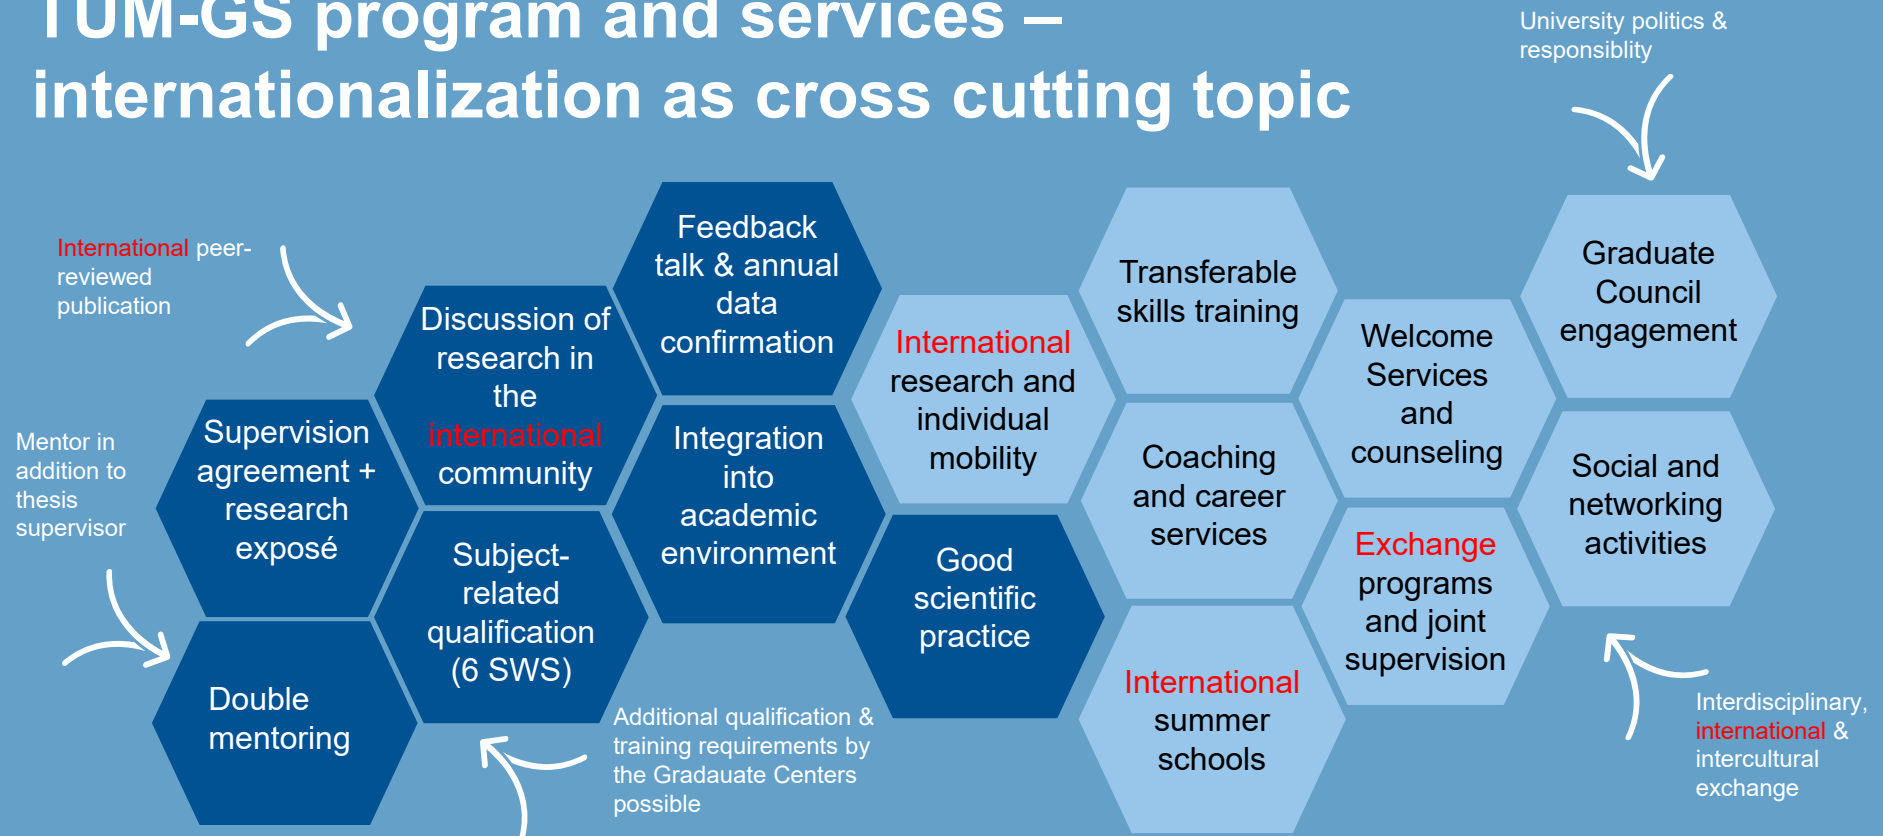 TUM-GS program and services –
internationalization as cross cutting topic
University politics &
responsiblity
International peer-
reviewed
publication
Mentor in
addition to
thesis
supervisor
Supervision
agreement +
research
exposé
Double
mentoring
Discussion of
research in
the
international
community
Subject-
related
qualification
(6 SWS)
Additional qualification &
training requirements by
the Gradauate Centers
possible
Feedback
talk & annual
data
confirmation
Integration
into
academic
environment
International
research and
individual
mobility
Good
scientific
practice
Transferable
skills training
Coaching
and career
services
International
summer
schools
Welcome
Services
and
counseling
Exchange
programs
and joint
supervision
Graduate
Council
engagement
Social and
networking
activities
Interdisciplinary,
international &
intercultural
exchange